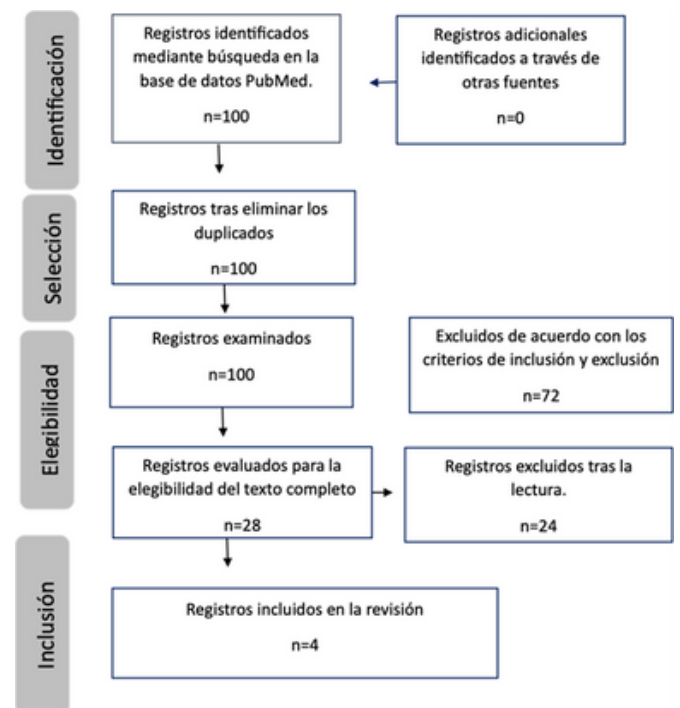 Identificación
Registros identificados
mediante búsqueda en la
base de datos PubMed.
n=100
Registros adicionales
identificados a través de
otras fuentes
n=0
Selección
Registros tras eliminar los
duplicados
n=100
Elegibilidad
Registros examinados
n=100
Excluidos de acuerdo con los
criterios de inclusión y exclusión
n=72
Registros evaluados para la
elegibilidad del texto completo
n=28
Registros excluidos tras la
lectura.
n=24
Inclusión
Registros incluidos en la revisión
n=4